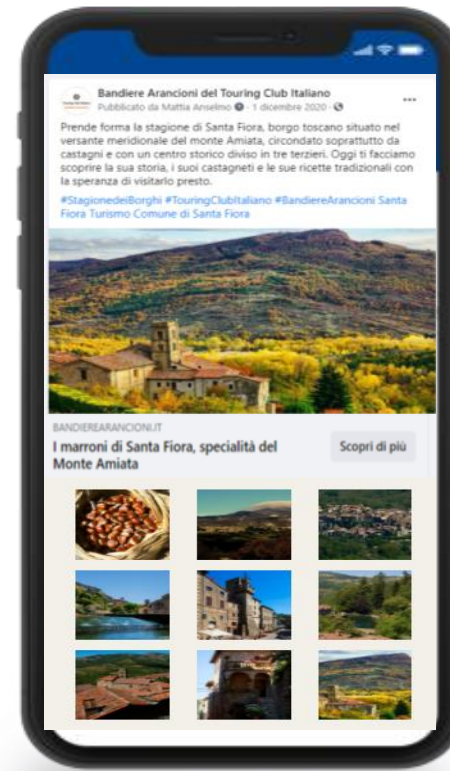 Bandiere Arancioni del Touring Club Italiano
Pubblicato da Mattia Anselmo · 1 dicembre 2020 ·
Prende forma la stagione di Santa Fiora, borgo toscano situato nel
versante meridionale del monte Amiata, circondato soprattutto da
castagni e con un centro storico diviso in tre terzieri. Oggi ti facciamo
scoprire la sua storia, i suoi castagneti e le sue ricette tradizionali con
la speranza di visitarlo presto.
#StagionedeiBorghi #TouringClubItaliano #BandiereArancioni Santa
Fiora Turismo Comune di Santa Fiora
BANDIEREARANCIONI.IT
I marroni di Santa Fiora, specialità del
Monte Amiata
Scopri di più